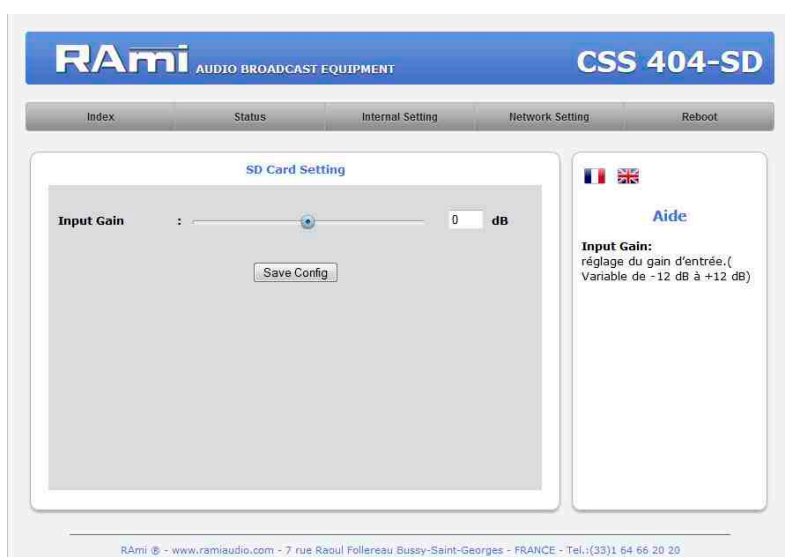 RAmi AUDIO BROADCAST EQUIPMENT CSS 404-SD
Index Status Internal Setting Network Setting Reboot
SD Card Setting
Input Gain : 0 dB
Save Config
Aide
Input Gain:
réglage du gain d'entrée.(
Variable de -12 dB à +12 dB)
RAmi ® - www.ramiaudio.com - 7 rue Raoul Follereau Bussy-Saint-Georges - FRANCE - Tel.:(33)1 64 66 20 20